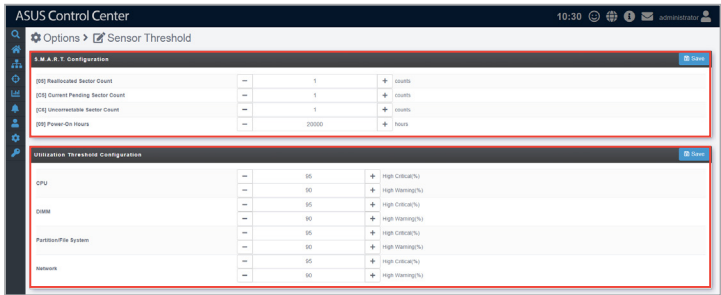 ASUS Control Center 10:30 administrator
Options > Sensor Threshold
S.M.A.R.T. Configuration Save
[05] Reallocated Sector Count − 1 + counts
[C5] Current Pending Sector Count − 1 + counts
[C6] Uncorrectable Sector Count − 1 + counts
[09] Power-On Hours − 20000 + hours
Utilization Threshold Configuration Save
CPU − 95 + High Critical(%)
− 90 + High Warning(%)
DIMM − 95 + High Critical(%)
− 90 + High Warning(%)
Partition/File System − 95 + High Critical(%)
− 90 + High Warning(%)
Network − 95 + High Critical(%)
− 90 + High Warning(%)